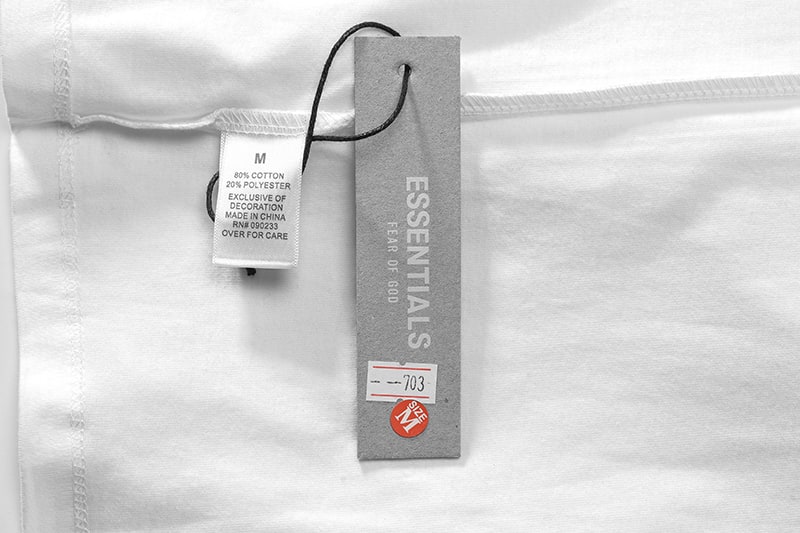 M
80% COTTON
20% POLYESTER
EXCLUSIVE OF
DECORATION
MADE IN CHINA
RN# 090233
OVER FOR CARE
ESSENTIALS
FEAR OF GOD
- —703
SIZE
M